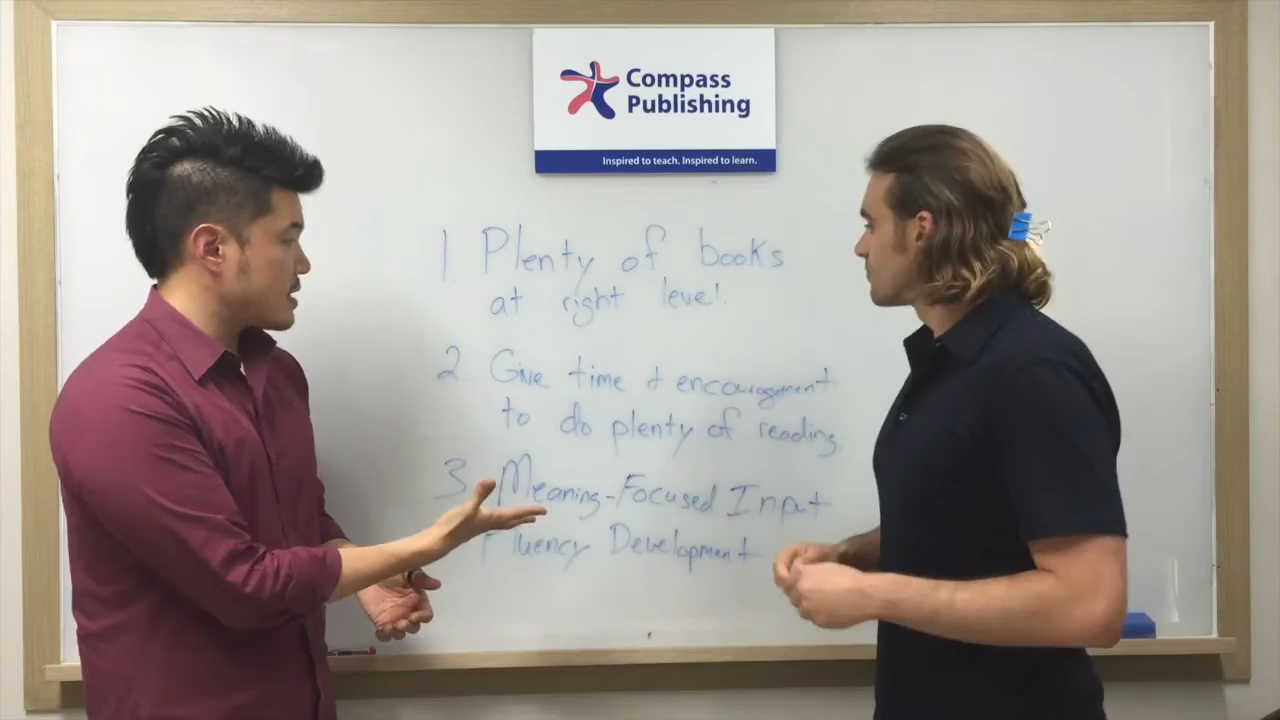 Compass
Publishing
Inspired to teach. Inspired to learn.
1 Plenty of books
at right level.
2 Give time & encouragement
to do plenty of reading
3 Meaning-Focused Input
Fluency Development